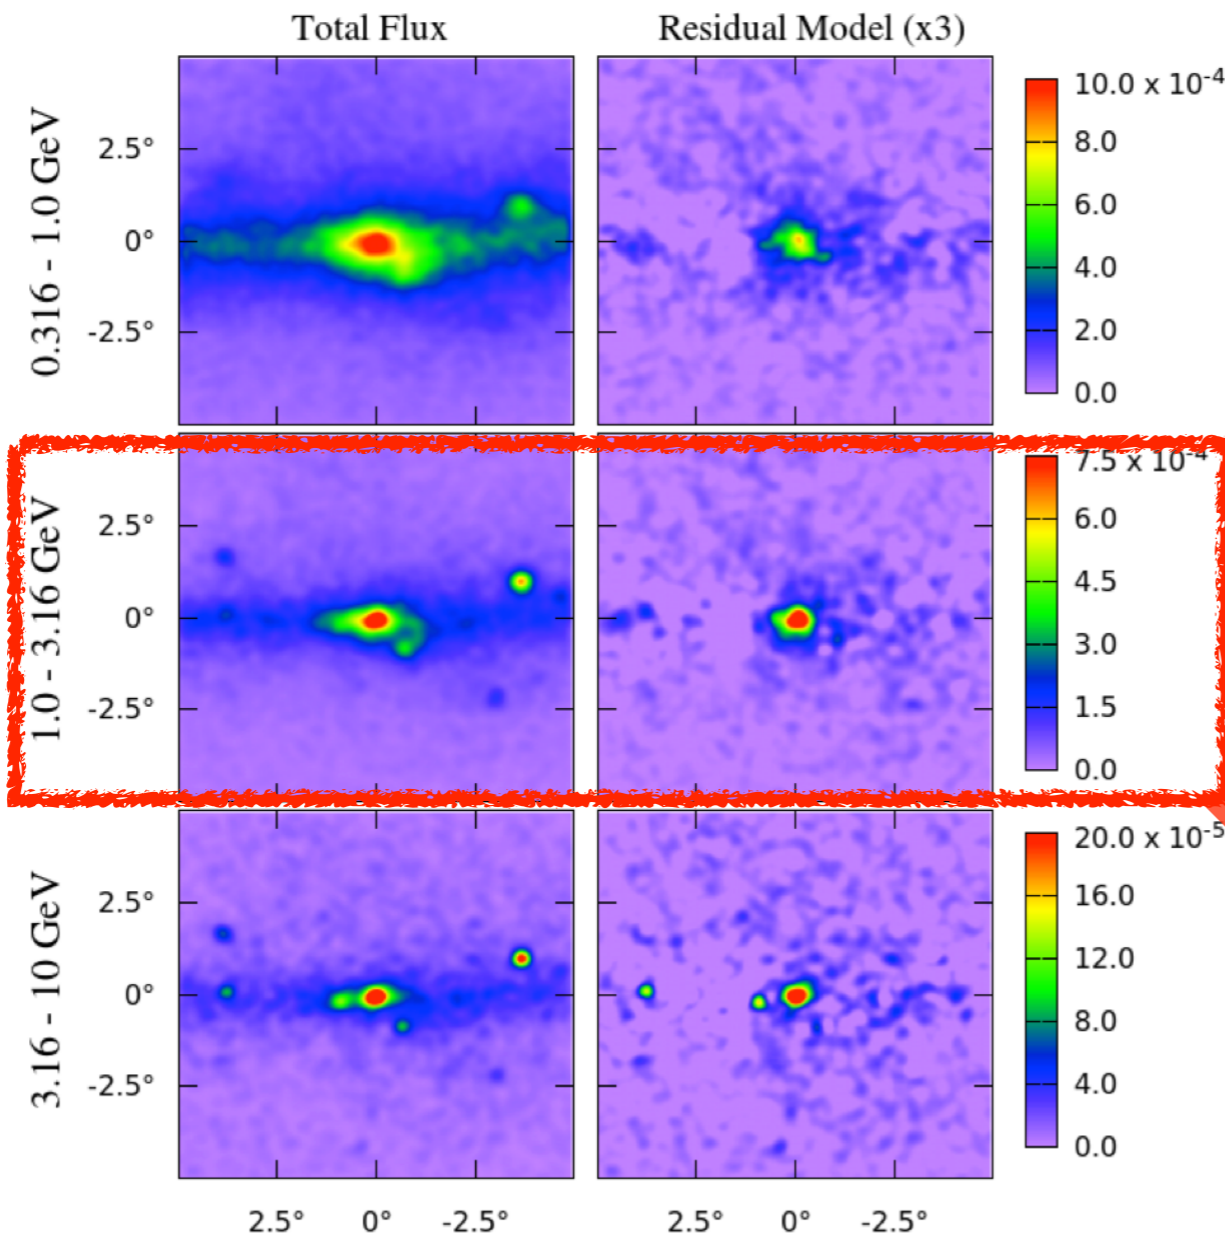 Total Flux
Residual Model (x3)
0.316 - 1.0 GeV
2.5°
0°
-2.5°
10.0 x 10-4
8.0
6.0
4.0
2.0
0.0
1.0 - 3.16 GeV
2.5°
0°
-2.5°
7.5 x 10-4
6.0
4.5
3.0
1.5
0.0
3.16 - 10 GeV
2.5°
0°
-2.5°
20.0 x 10-5
16.0
12.0
8.0
4.0
0.0
2.5° 0° -2.5°
2.5° 0° -2.5°